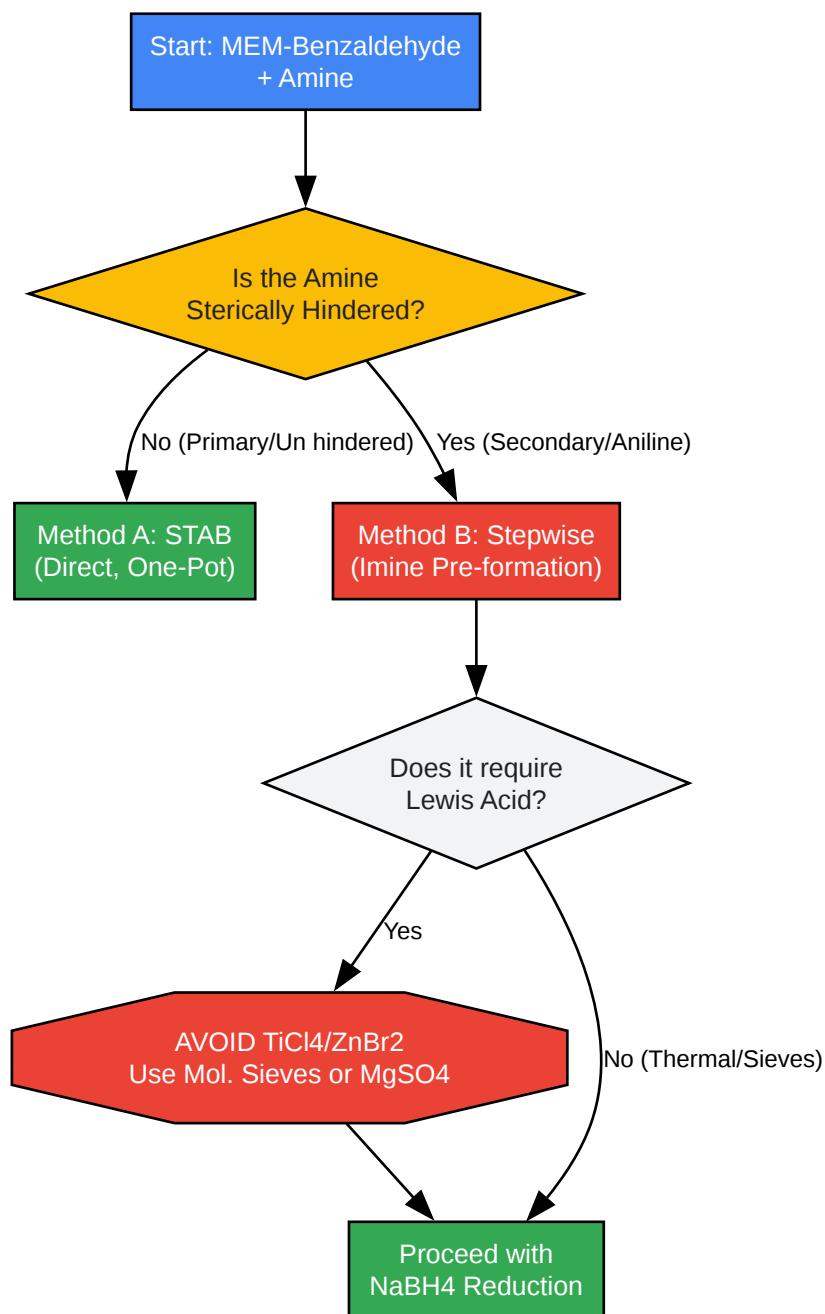 Start: MEM-Benzaldehyde
+ Amine
Is the Amine
Sterically Hindered?
No (Primary/Un hindered)
Yes (Secondary/Aniline)
Method A: STAB
(Direct, One-Pot)
Method B: Stepwise
(Imine Pre-formation)
Does it require
Lewis Acid?
Yes
AVOID TiCl4/ZnBr2
Use Mol. Sieves or MgSO4
No (Thermal/Sieves)
Proceed with
NaBH4 Reduction